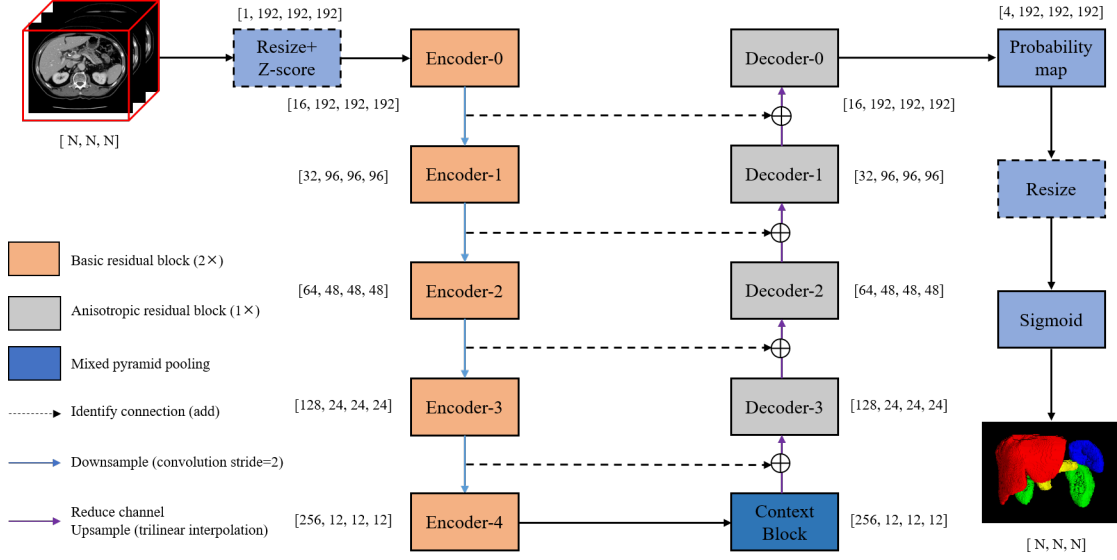 [1, 192, 192, 192]
[4, 192, 192, 192]
Resize+
Z-score
Encoder-0
Decoder-0
Probability
map
[16, 192, 192, 192]
[16, 192, 192, 192]
[ N, N, N]
[32, 96, 96, 96]
Encoder-1
Decoder-1
[32, 96, 96, 96]
Resize
Basic residual block (2×)
[64, 48, 48, 48]
Encoder-2
Decoder-2
[64, 48, 48, 48]
Anisotropic residual block (1×)
Sigmoid
Mixed pyramid pooling
Identify connection (add)
[128, 24, 24, 24]
Encoder-3
Decoder-3
[128, 24, 24, 24]
Downsample (convolution stride=2)
Reduce channel
Upsample (trilinear interpolation)
[256, 12, 12, 12]
Encoder-4
Context
Block
[256, 12, 12, 12]
[ N, N, N]